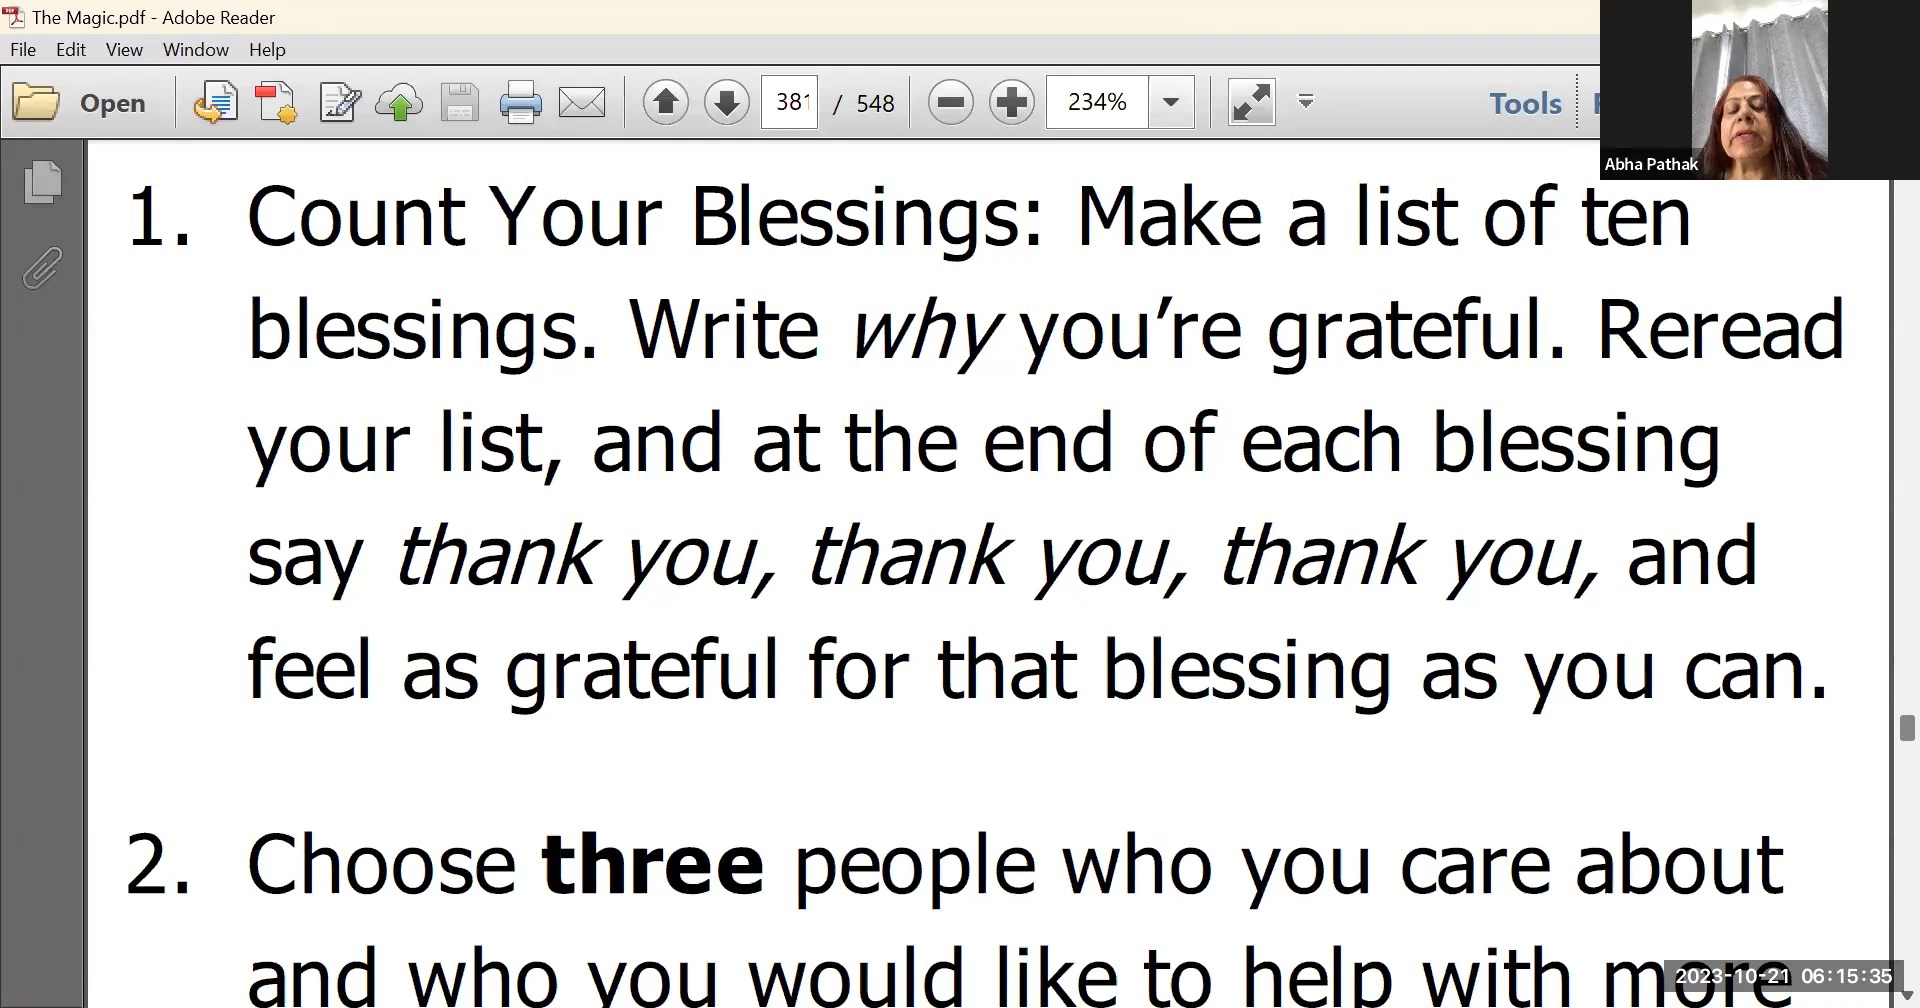 The Magic.pdf - Adobe Reader
File Edit View Window Help
Open 381 / 548 234% Tools
Abha Pathak
1. Count Your Blessings: Make a list of ten
blessings. Write why you’re grateful. Reread
your list, and at the end of each blessing
say thank you, thank you, thank you, and
feel as grateful for that blessing as you can.
2. Choose three people who you care about
and who you would like to help with more
2023-10-21 06:15:35